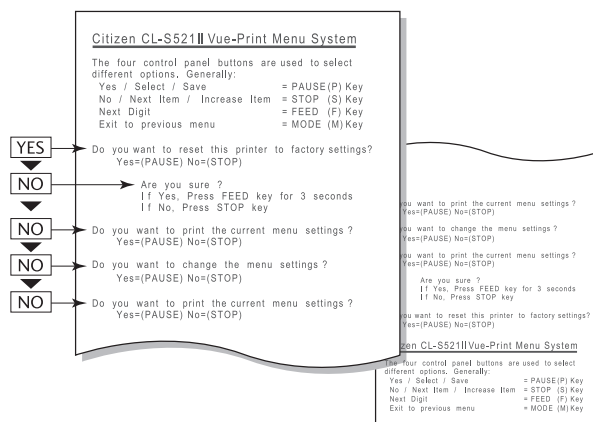 Citizen CL-S521II Vue-Print Menu System
The four control panel buttons are used to select
different options. Generally:
Yes / Select / Save = PAUSE(P) Key
No / Next Item / Increase Item = STOP (S) Key
Next Digit = FEED (F) Key
Exit to previous menu = MODE (M) Key
YES
Do you want to reset this printer to factory settings?
Yes=(PAUSE) No=(STOP)
NO
Are you sure ?
If Yes, Press FEED key for 3 seconds
If No, Press STOP key
NO
Do you want to print the current menu settings ?
Yes=(PAUSE) No=(STOP)
NO
Do you want to change the menu settings ?
Yes=(PAUSE) No=(STOP)
NO
Do you want to print the current menu settings ?
Yes=(PAUSE) No=(STOP)
you want to print the current menu settings ?
Yes=(PAUSE) No=(STOP)
you want to change the menu settings ?
Yes=(PAUSE) No=(STOP)
you want to print the current menu settings ?
Yes=(PAUSE) No=(STOP)
Are you sure ?
If Yes, Press FEED key for 3 seconds
If No, Press STOP key
you want to reset this printer to factory settings?
Yes=(PAUSE) No=(STOP)
zen CL-S521II Vue-Print Menu System
The four control panel buttons are used to select
different options. Generally:
Yes / Select / Save = PAUSE(P) Key
No / Next Item / Increase Item = STOP (S) Key
Next Digit = FEED (F) Key
Exit to previous menu = MODE (M) Key